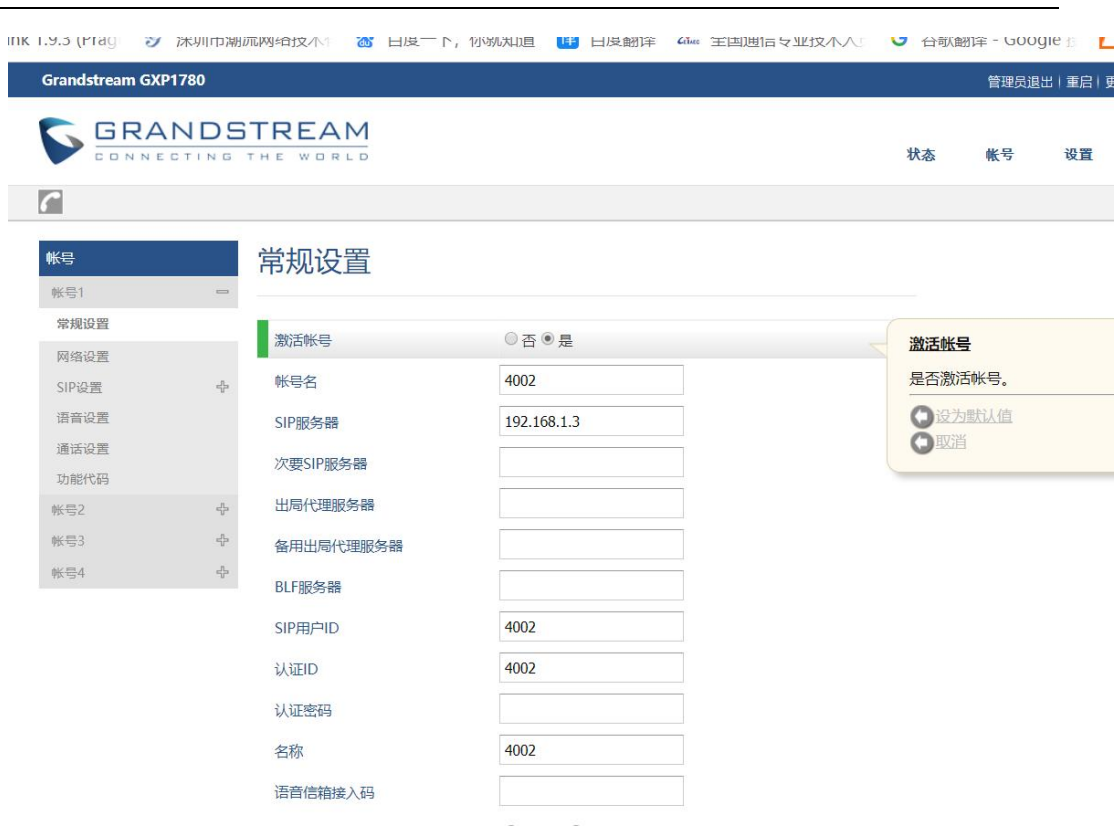 ink 1.9.3 (Prag 深圳市潮流网络技术 百度一下，你就知道 译 百度翻译 全国通信专业技术人 谷歌翻译 - Google
Grandstream GXP1780 管理员退出 | 重启 |
GRANDSTREAM
CONNECTING THE WORLD
状态 帐号 设置
帐号
常规设置
帐号1
常规设置
网络设置
SIP设置
语音设置
通话设置
功能代码
帐号2
帐号3
帐号4
激活帐号 否 是
帐号名 4002
SIP服务器 192.168.1.3
次要SIP服务器
出局代理服务器
备用出局代理服务器
BLF服务器
SIP用户ID 4002
认证ID 4002
认证密码
名称 4002
语音信箱接入码
激活帐号
是否激活帐号。
设为默认值
取消